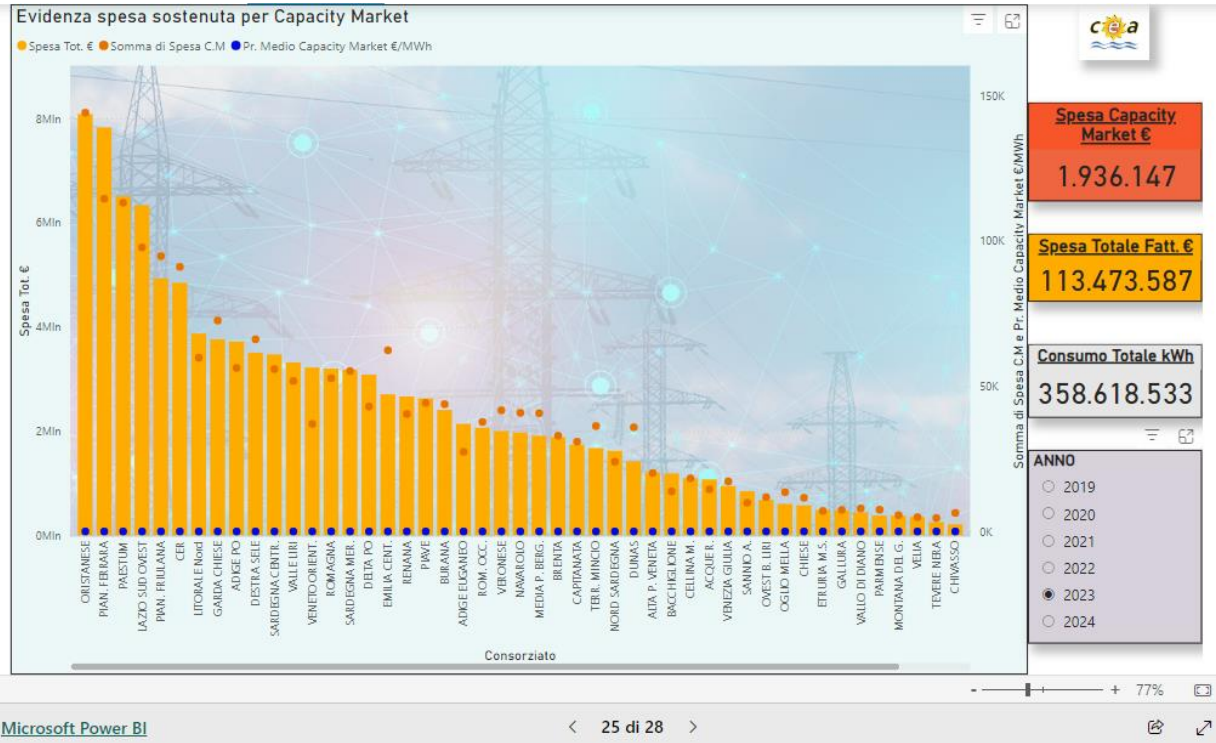 Evidenza spesa sostenuta per Capacity Market
Spesa Tot. € Somma di Spesa C.M Pr. Medio Capacity Market €/MWh
8Mln
6Mln
4Mln
2Mln
0Mln
Spesa Tot. €
150K
100K
50K
0K
Somma di Spesa C.M e Pr. Medio Capacity Market €/MWh
ORISTANESE
PIAN. FERRARA
PAESTUM
LAZIO SUD OVEST
PIAN. FRIULANA
CER
LITORALE Nord
GARDA CHIESE
ADIGE PO
DESTRA SELE
SARDEGNA CENTR..
VALLE LIRI
VENETO ORIENT.
ROMAGNA
SARDEGNA MER..
DELTA PO
EMILIA CENT.
RENANA
PIAVE
BURANA
ADIGE EUGANEO
ROM. OCC.
VERONESE
NAVAROLO
MEDIA P. BERG.
BRENTA
CAPITANATA
TERR. MINCIO
NORD SARDEGNA
DUNAS
ALTA P. VENETA
BACCHIGLIONE
CELLINA M.
ACQUE R.
VENEZIA GIULIA
SANNIO A.
OVEST B. LIRI
OGLIO MELLA
CHIESE
ETRURIA M.S.
GALLURA
VALLO DI DIANO
PARMENSE
MONTANA DEL G.
VELIA
TEVERE NERA
CHIVASSO
Consorziato
cea
Spesa Capacity
Market €
1.936.147
Spesa Totale Fatt. €
113.473.587
Consumo Totale kWh
358.618.533
ANNO
2019
2020
2021
2022
2023
2024
- + 77%
Microsoft Power BI
< 25 di 28 >